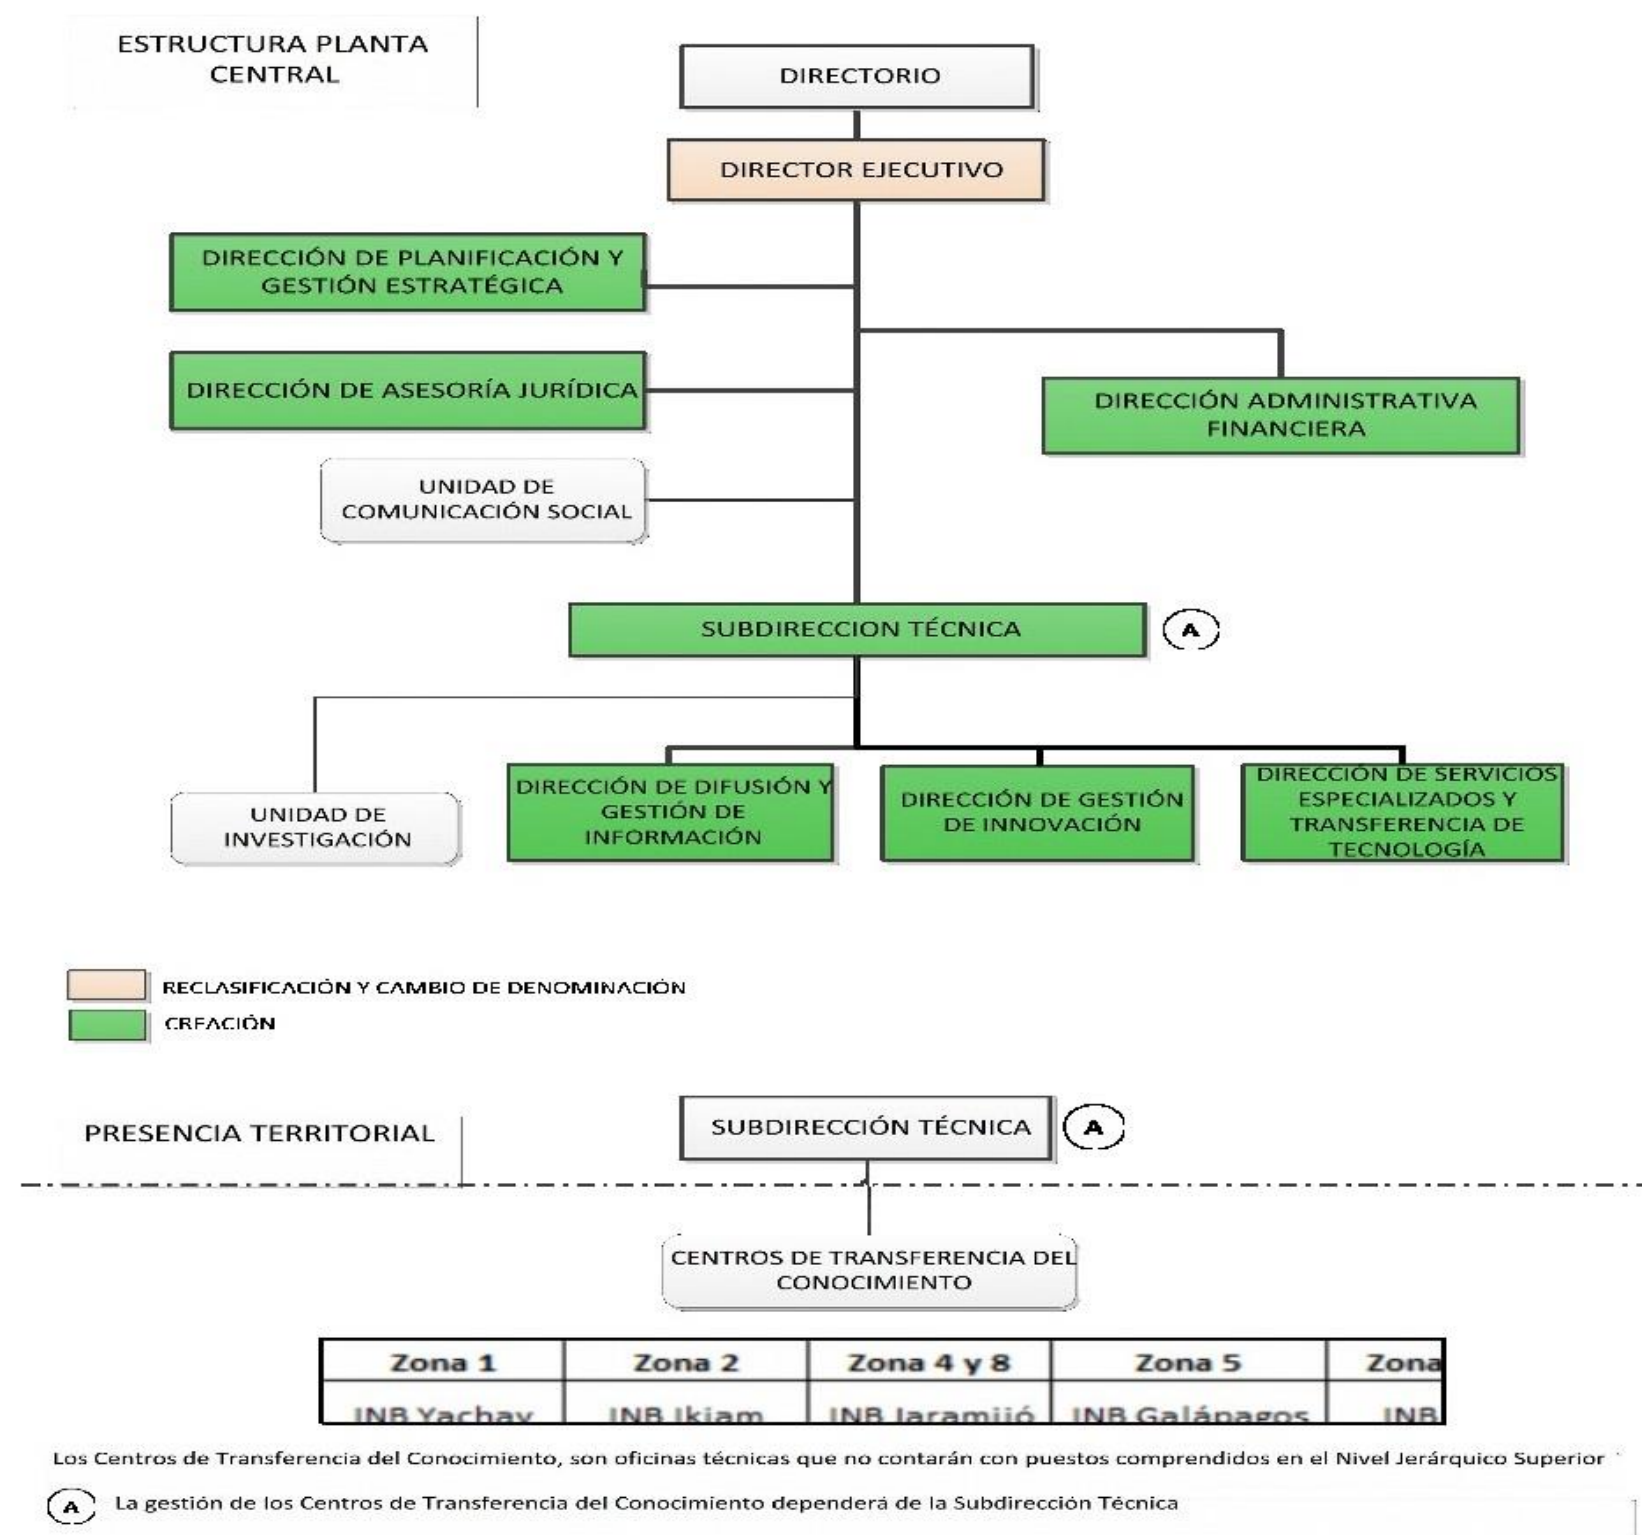 ESTRUCTURA PLANTA
CENTRAL
DIRECTORIO
DIRECTOR EJECUTIVO
DIRECCIÓN DE PLANIFICACIÓN Y
GESTIÓN ESTRATÉGICA
DIRECCIÓN DE ASESORÍA JURÍDICA
DIRECCIÓN ADMINISTRATIVA
FINANCIERA
UNIDAD DE
COMUNICACIÓN SOCIAL
SUBDIRECCION TÉCNICA
A
UNIDAD DE
INVESTIGACIÓN
DIRECCIÓN DE DIFUSIÓN Y
GESTIÓN DE
INFORMACIÓN
DIRECCIÓN DE GESTIÓN
DE INNOVACIÓN
DIRECCIÓN DE SERVICIOS
ESPECIALIZADOS Y
TRANSFERENCIA DE
TECNOLOGÍA
RECLASIFICACIÓN Y CAMBIO DE DENOMINACIÓN
CREACIÓN
PRESENCIA TERRITORIAL
SUBDIRECCIÓN TÉCNICA
A
CENTROS DE TRANSFERENCIA DEL
CONOCIMIENTO
Zona 1 Zona 2 Zona 4 y 8 Zona 5 Zona
INB Yachay INB Ikiam INB Jaramijó INB Galápagos INB
Los Centros de Transferencia del Conocimiento, son oficinas técnicas que no contarán con puestos comprendidos en el Nivel Jerárquico Superior
A La gestión de los Centros de Transferencia del Conocimiento dependerá de la Subdirección Técnica